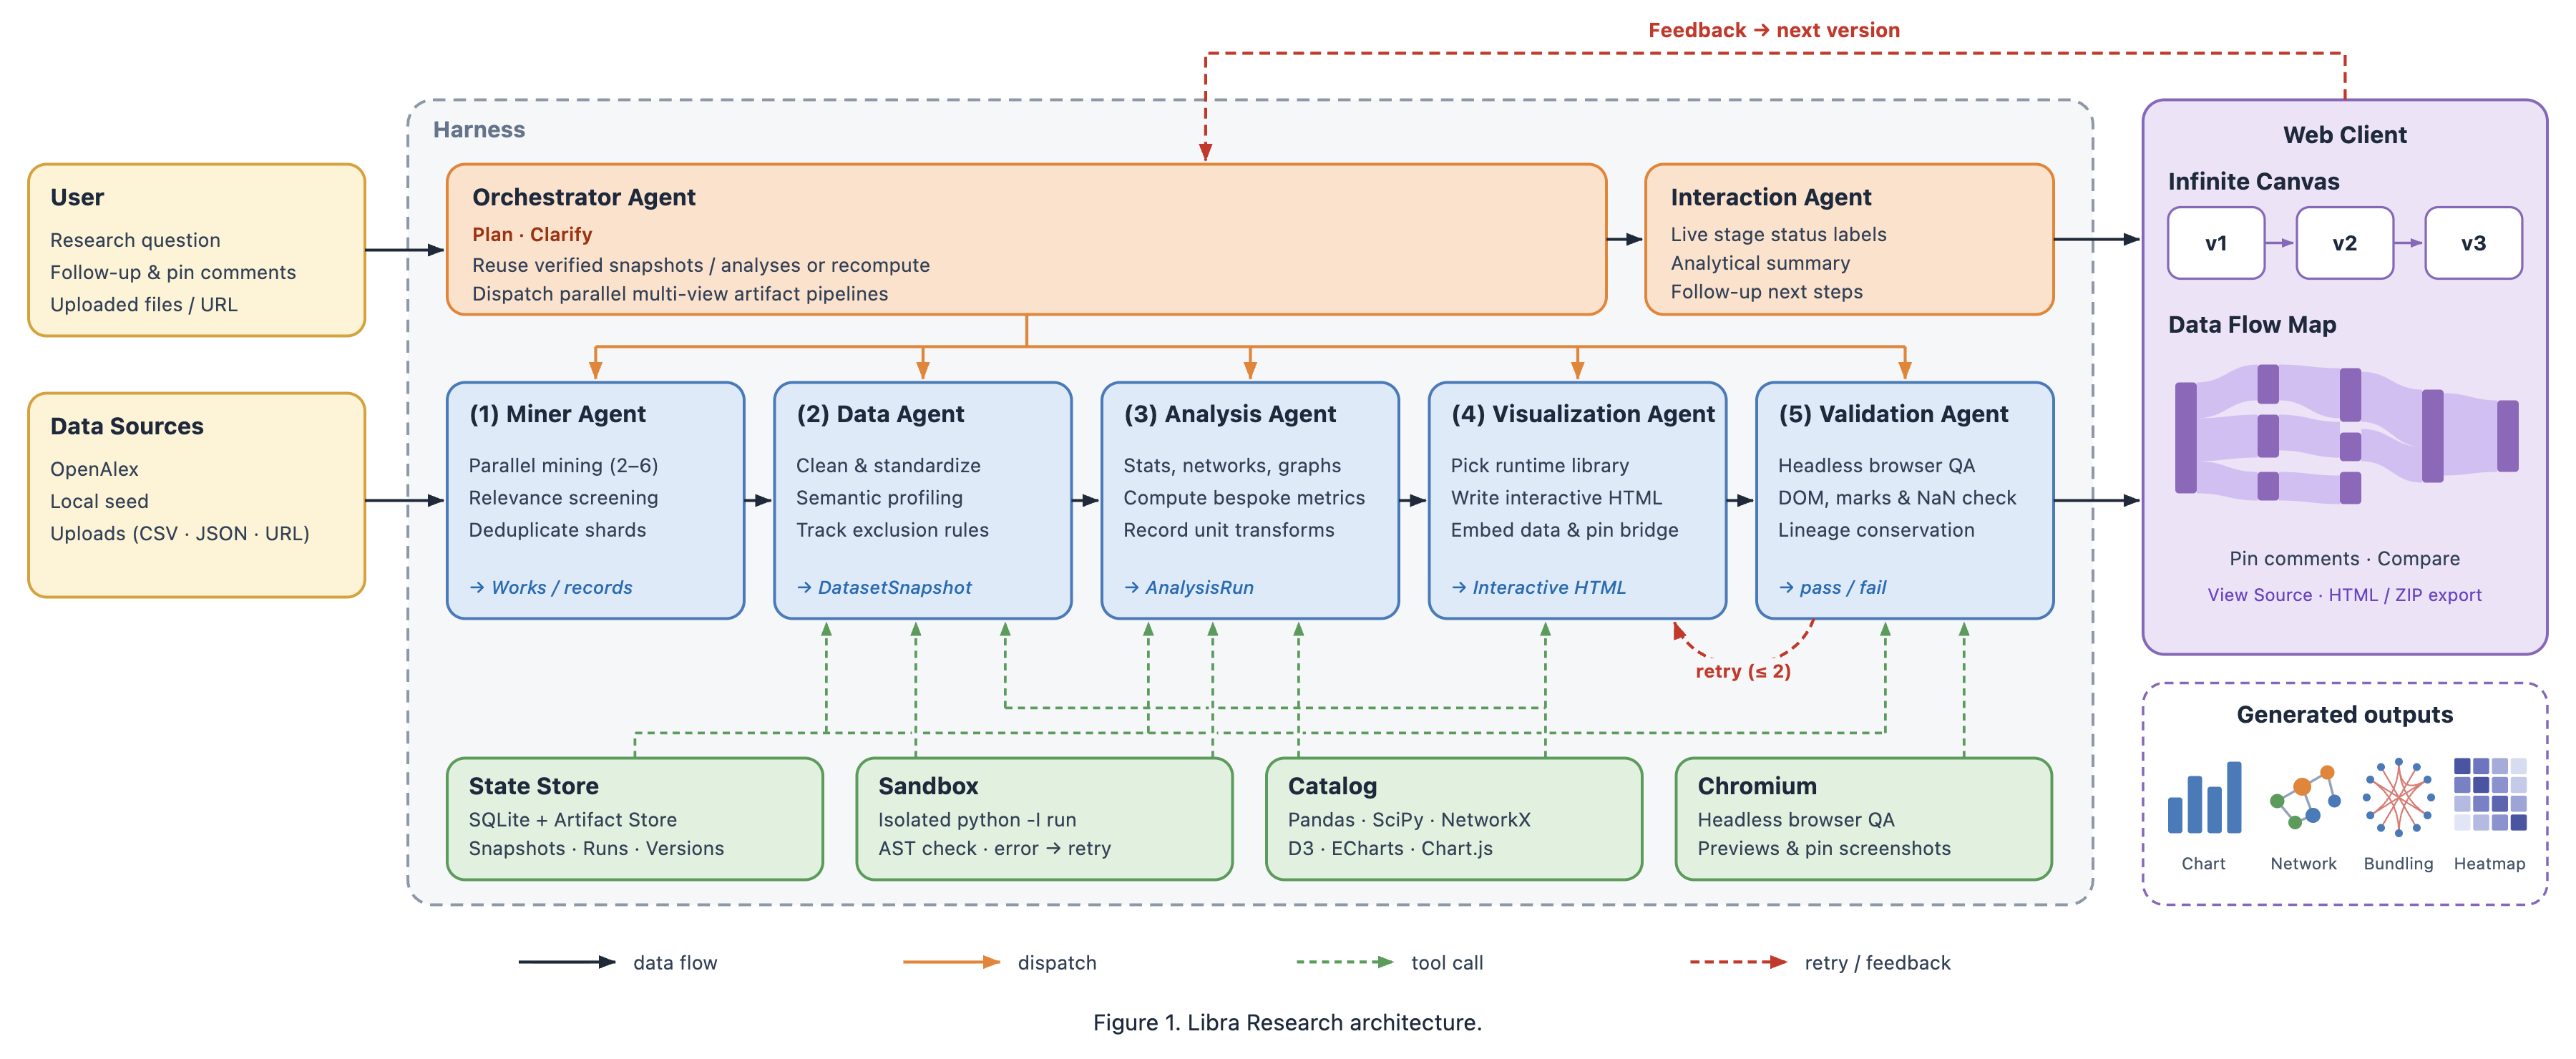 Feedback → next version
Harness
User
Research question
Follow-up & pin comments
Uploaded files / URL
Data Sources
OpenAlex
Local seed
Uploads (CSV · JSON · URL)
Orchestrator Agent
Plan · Clarify
Reuse verified snapshots / analyses or recompute
Dispatch parallel multi-view artifact pipelines
Interaction Agent
Live stage status labels
Analytical summary
Follow-up next steps
(1) Miner Agent
Parallel mining (2–6)
Relevance screening
Deduplicate shards
→ Works / records
(2) Data Agent
Clean & standardize
Semantic profiling
Track exclusion rules
→ DatasetSnapshot
(3) Analysis Agent
Stats, networks, graphs
Compute bespoke metrics
Record unit transforms
→ AnalysisRun
(4) Visualization Agent
Pick runtime library
Write interactive HTML
Embed data & pin bridge
→ Interactive HTML
(5) Validation Agent
Headless browser QA
DOM, marks & NaN check
Lineage conservation
→ pass / fail
retry (≤ 2)
State Store
SQLite + Artifact Store
Snapshots · Runs · Versions
Sandbox
Isolated python -I run
AST check · error → retry
Catalog
Pandas · SciPy · NetworkX
D3 · ECharts · Chart.js
Chromium
Headless browser QA
Previews & pin screenshots
Web Client
Infinite Canvas
v1
v2
v3
Data Flow Map
Pin comments · Compare
View Source · HTML / ZIP export
Generated outputs
Chart
Network
Bundling
Heatmap
data flow
dispatch
tool call
retry / feedback
Figure 1. Libra Research architecture.